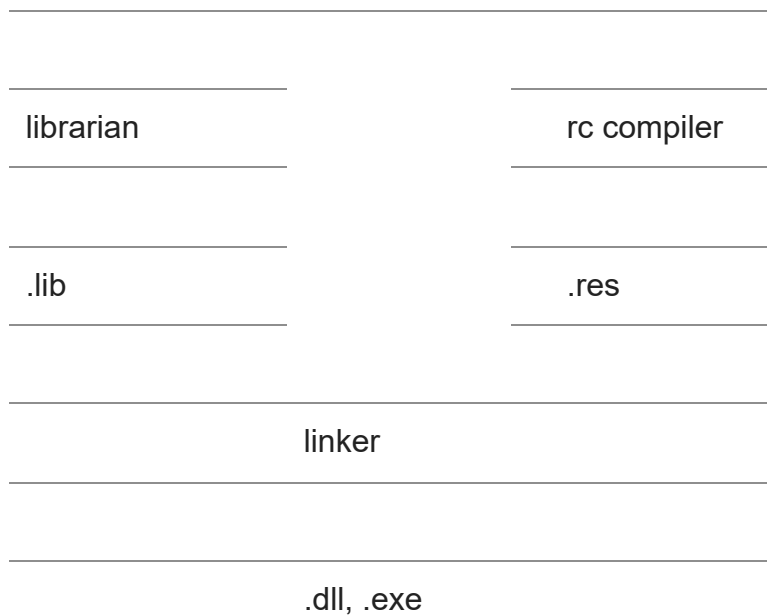 librarian rc compiler
.lib .res
linker
.dll, .exe